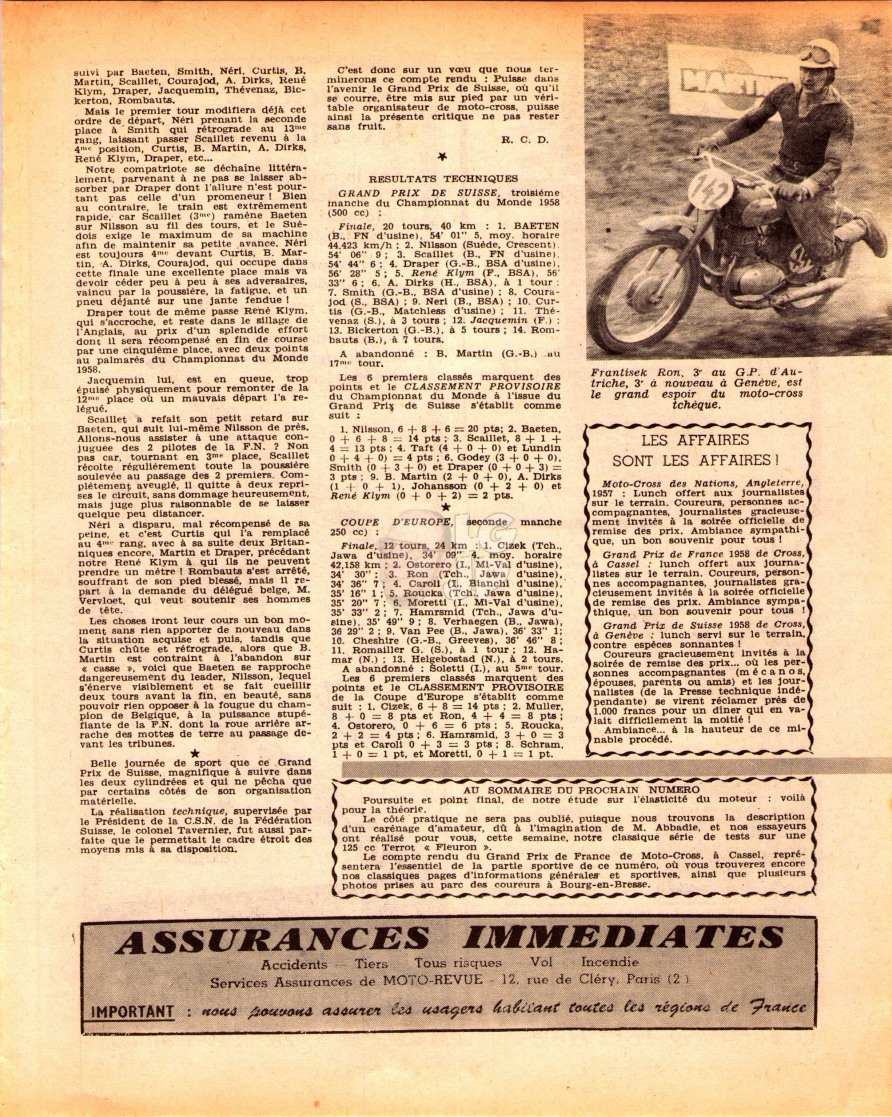 suivi par Baeten, Smith, Néri, Curtis, B.
Martin, Scaillet, Courajod, A. Dirks, René
Klym, Draper, Jacquemin, Thévenaz, Bic-
kerton, Rombauts.
Mais le premier tour modifiera déjà cet
ordre de départ, Néri prenant la seconde
place à Smith qui rétrograde au 13me
rang, laissant passer Scaillet revenu à la
4me position, Curtis, B. Martin, A. Dirks,
René Klym, Draper, etc...
Notre compatriote se déchaîne littéra-
lement, parvenant à ne pas se laisser ab-
sorber par Draper dont l'allure n'est pour-
tant pas celle d'un promeneur ! Bien
au contraire, le train est extrêmement
rapide, car Scaillet (3me) ramène Baeten
sur Nilsson au fil des tours, et le Sué-
dois exige le maximum de sa machine
afin de maintenir sa petite avance. Néri
est toujours 4me devant Curtis, B. Mar-
tin, A. Dirks, Courajod, qui occupe dans
cette finale une excellente place mais va
devoir céder peu à peu à ses adversaires,
vaincu par la poussière, la fatigue, et un
pneu déjanté sur une jante fendue !
Draper tout de même passe René Klym,
qui s'accroche, et reste dans le sillage de
l'Anglais, au prix d'un splendide effort
dont il sera récompensé en fin de course
par une cinquième place, avec deux points
au palmarès du Championnat du Monde
1958.
Jacquemin lui, est en queue, trop
épuisé physiquement pour remonter de la
12me place où un mauvais départ l'a re-
légué.
Scaillet a refait son petit retard sur
Baeten, qui suit lui-même Nilsson de près.
Allons-nous assister à une attaque con-
juguee des 2 pilotes de la F.N. ? Non
pas car, tournant en 3me place, Scaillet
récolte régulièrement toute la poussière
soulevée au passage des 2 premiers. Com-
plètement aveuglé, il quitte à deux repri-
ses le circuit, sans dommage heureusement,
mais juge plus raisonnable de se laisser
quelque peu distancer.
Néri a disparu, mal récompensé de sa
peine, et c'est Curtis qui l'a remplacé
au 4me rang, avec à sa suite deux Britan-
niques encore, Martin et Draper, précédant
notre René Klym à qui ils ne peuvent
prendre un mètre ! Rombauts s'est arrêté,
souffrant de son pied blessé, mais il re-
part à la demande du délégué belge, M.
Vervloet, qui veut soutenir ses hommes
de tête.
Les choses iront leur cours un bon mo-
ment sans rien apporter de nouveau dans
la situation acquise et puis, tandis que
Curtis chûte et rétrograde, alors que B.
Martin est contraint à l'abandon sur
« casse », voici que Baeten se rapproche
dangereusement du leader, Nilsson, lequel
s'énerve visiblement et se fait cueillir
deux tours avant la fin, en beauté, sans
pouvoir rien opposer à la fougue du cham-
pion de Belgique, à la puissance stupé-
fiante de la F.N. dont la roue arrière ar-
rache des mottes de terre au passage de-
vant les tribunes.
★
Belle journée de sport que ce Grand
Prix de Suisse, magnifique à suivre dans
les deux cylindrées et qui ne pêcha que
par certains côtés de son organisation
matérielle.
La réalisation technique, supervisée par
le Président de la C.S.N. de la Fédération
Suisse, le colonel Tavernier, fut aussi par-
faite que le permettait le cadre étroit des
moyens mis à sa disposition.
C'est donc sur un vœu que nous ter-
minerons ce compte rendu : Puisse dans
l'avenir le Grand Prix de Suisse, où qu'il
se courre, être mis sur pied par un véri-
table organisateur de moto-cross, puisse
ainsi la présente critique ne pas rester
sans fruit.
R. C. D.
★
RESULTATS TECHNIQUES
GRAND PRIX DE SUISSE, troisième
manche du Championnat du Monde 1958
(500 cc) :
Finale, 20 tours, 40 km : 1. BAETEN
(B., FN d'usine), 54' 01" 5, moy. horaire
44,423 km/h ; 2. Nilsson (Suède, Crescent).
54' 06" 9 ; 3. Scaillet (B., FN d'usine),
54' 44" 6 ; 4. Draper (G.-B., BSA d'usine),
56' 28" 5 ; 5. René Klym (F., BSA), 56'
33" 6 ; 6. A. Dirks (H., BSA), à 1 tour :
7. Smith (G.-B., BSA d'usine) ; 8. Coura-
jod (S., BSA) ; 9. Neri (B., BSA) ; 10. Cur-
tis (G.-B., Matchless d'usine) ; 11. Thé-
venaz (S.), à 3 tours ; 12. Jacquemin (F.) ;
13. Bickerton (G.-B.), à 5 tours ; 14. Rom-
bauts (B.), à 7 tours.
A abandonné : B. Martin (G.-B.) au
17me tour.
Les 6 premiers classés marquent des
points et le CLASSEMENT PROVISOIRE
du Championnat du Monde à l'issue du
Grand Prix de Suisse s'établit comme
suit :
1. Nilsson, 6 + 8 + 6 = 20 pts; 2. Baeten,
0 + 6 + 8 = 14 pts ; 3. Scaillet, 8 + 1 +
4 = 13 pts ; 4. Taft (4 + 0 + 0) et Lundin
0 + 4 + 0) = 4 pts ; 6. Godey (3 + 0 + 0),
Smith (0 + 3 + 0) et Draper (0 + 0 + 3) =
3 pts ; 9. B. Martin (2 + 0 + 0), A. Dirks
(1 + 0 + 1), Johansson (0 + 2 + 0) et
René Klym (0 + 0 + 2) = 2 pts.
★
COUPE D'EUROPE, seconde manche
250 cc) :
Finale, 12 tours, 24 km : 1. Cizek (Tch.,
Jawa d'usine), 34' 09" 4, moy. horaire
42,158 km ; 2. Ostorero (I., Mi-Val d'usine),
34' 30" ; 3. Ron (Tch., Jawa d'usine),
34' 36" 7 ; 4. Caroli (I., Bianchi d'usine),
35' 16" 1 ; 5. Roucka (Tch., Jawa d'usine),
35' 20" 7 ; 6. Moretti (I., Mi-Val d'usine),
35' 33" 2 ; 7. Hamrsmid (Tch., Jawa d'u-
sine), 35' 49" 9 ; 8. Verhaegen (B., Jawa),
36' 29" 2 ; 9. Van Pee (B., Jawa), 36' 33" 1;
10. Cheshire (G.-B., Greeves), 36' 46" 8 ;
11. Romailler G. (S.), à 1 tour ; 12. Ha-
mar (N.) ; 13. Helgebostad (N.), à 2 tours.
A abandonné : Soletti (I.), au 5me tour.
Les 6 premiers classés marquent des
points et le CLASSEMENT PROVISOIRE
de la Coupe d'Europe s'établit comme
suit : 1. Cizek, 6 + 8 = 14 pts ; 2. Muller,
8 + 0 = 8 pts et Ron, 4 + 4 = 8 pts ;
4. Ostorero, 0 + 6 = 6 pts ; 5. Roucka,
2 + 2 = 4 pts ; 6. Hamrsmid, 3 + 0 = 3
pts et Caroli 0 + 3 = 3 pts ; 8. Schram,
1 + 0 = 1 pt, et Moretti, 0 + 1 = 1 pt.
MARTINI
142
Frantisek Ron, 3e au G.P. d'Au-
triche, 3e à nouveau à Genève, est
le grand espoir du moto-cross
tchèque.
LES AFFAIRES
SONT LES AFFAIRES !
Moto-Cross des Nations, Angleterre,
1957 : Lunch offert aux journalistes
sur le terrain. Coureurs, personnes ac-
compagnantes, journalistes gracieuse-
ment invités à la soirée officielle de
remise des prix. Ambiance sympathi-
que, un bon souvenir pour tous !
Grand Prix de France 1958 de Cross,
à Cassel : lunch offert aux journa-
listes sur le terrain. Coureurs, person-
nes accompagnantes, journalistes gra-
cieusement invités à la soirée officielle
de remise des prix. Ambiance sympa-
thique, un bon souvenir pour tous !
Grand Prix de Suisse 1958 de Cross,
à Genève : lunch servi sur le terrain,
contre espèces sonnantes !
Coureurs gracieusement invités à la
soirée de remise des prix... où les per-
sonnes accompagnantes (mécanos,
épouses, parents ou amis) et les jour-
nalistes (de la Presse technique indé-
pendante) se virent réclamer près de
1.000 francs pour un dîner qui en va-
lait difficilement la moitié !
Ambiance... à la hauteur de ce mi-
nable procédé.
AU SOMMAIRE DU PROCHAIN NUMERO
Poursuite et point final, de notre étude sur l'élasticité du moteur : voilà
pour la théorie.
Le côté pratique ne sera pas oublié, puisque nous trouvons la description
d'un carénage d'amateur, dû à l'imagination de M. Abbadie, et nos essayeurs
ont réalisé pour vous, cette semaine, notre classique série de tests sur une
125 cc Terrot « Fleuron ».
Le compte rendu du Grand Prix de France de Moto-Cross, à Cassel, repré-
sentera l'essentiel de la partie sportive de ce numéro, où vous trouverez encore
nos classiques pages d'informations générales et sportives, ainsi que plusieurs
photos prises au parc des coureurs à Bourg-en-Bresse.
ASSURANCES IMMEDIATES
Accidents - Tiers Tous risques Vol Incendie
Services Assurances de MOTO-REVUE - 12, rue de Cléry, Paris (2)
IMPORTANT : nous pouvons assurer les usagers habitant toutes les régions de France